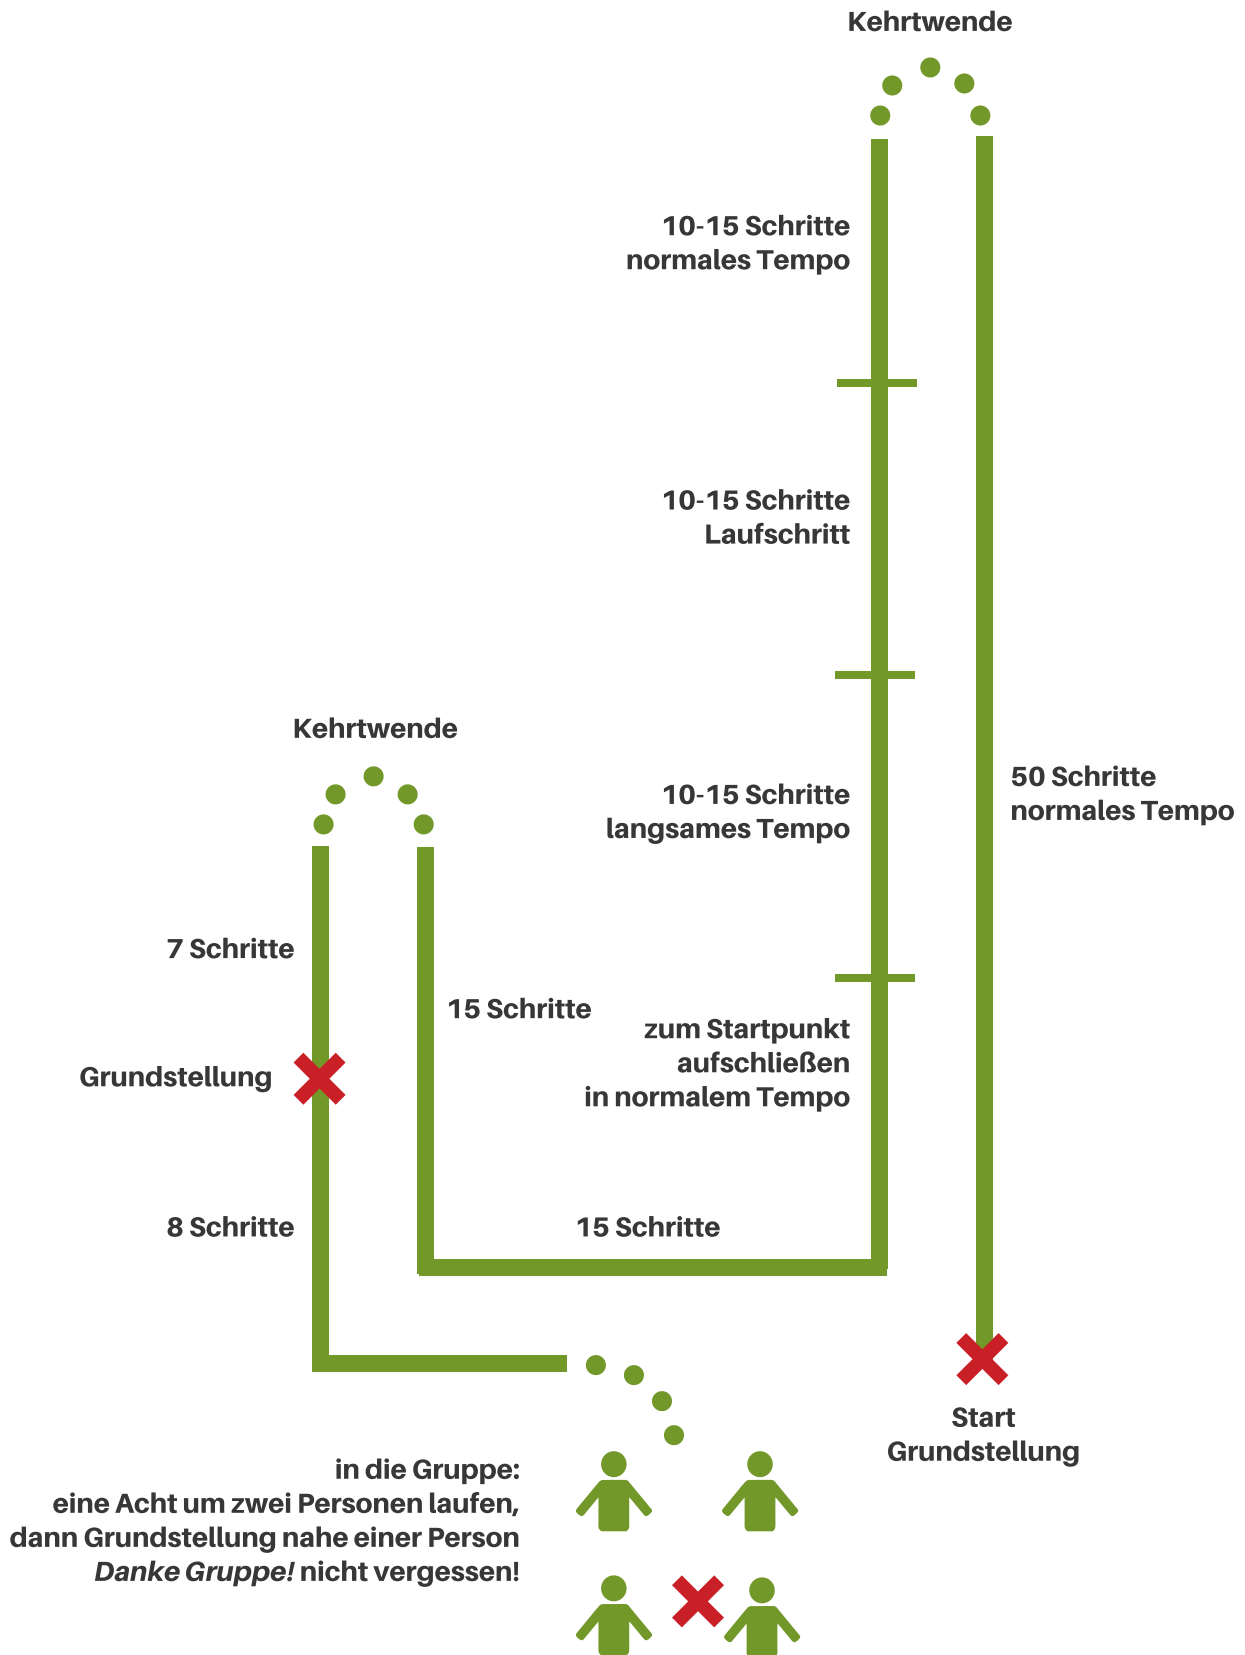 Kehrtwende
10-15 Schritte
normales Tempo
10-15 Schritte
Laufschritt
Kehrtwende
10-15 Schritte
langsames Tempo
50 Schritte
normales Tempo
7 Schritte
15 Schritte
zum Startpunkt
aufschließen
in normalem Tempo
Grundstellung
8 Schritte
15 Schritte
Start
Grundstellung
in die Gruppe:
eine Acht um zwei Personen laufen,
dann Grundstellung nahe einer Person
Danke Gruppe! nicht vergessen!